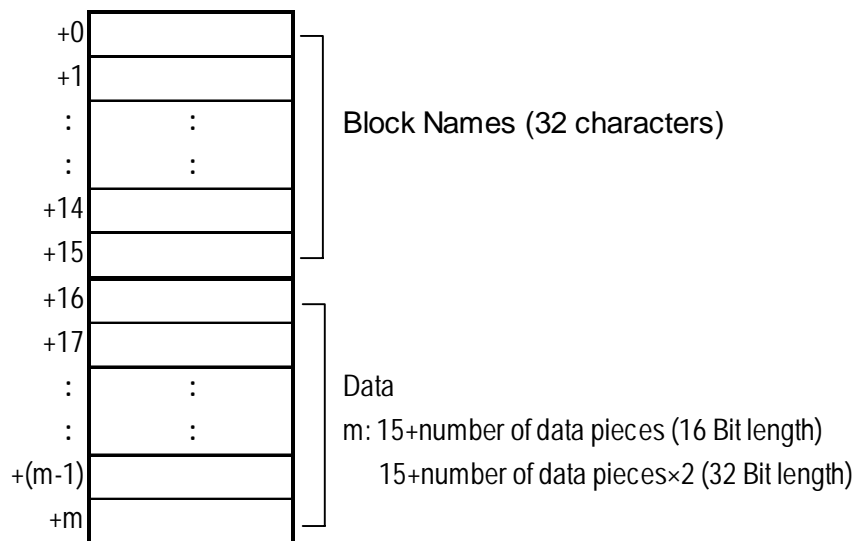 +0
+1
: :
Block Names (32 characters)
: :
+14
+15
+16
+17
: :
Data
: :
m: 15+number of data pieces (16 Bit length)
+(m-1)
15+number of data pieces×2 (32 Bit length)
+m